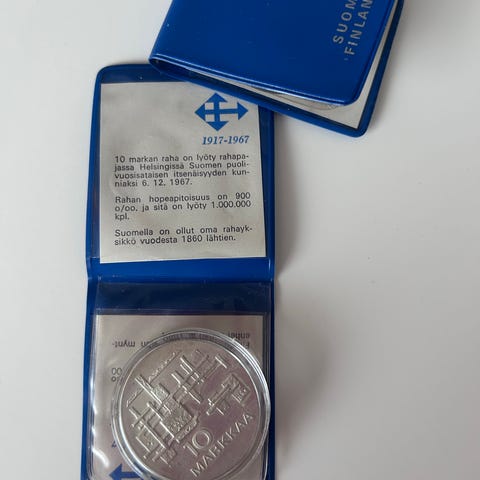 SUOMI
FINLAND
1917-1967
10 markan raha on lyöty rahapa-
jassa Helsingissä Suomen puoli-
vuosisataisen itsenäisyyden kun-
niaksi 6. 12. 1967.
Rahan hopeapitoisuus on 900
o/oo. ja sitä on lyöty 1.000.000
kpl.
Suomella on ollut oma rahayk-
sikkö vuodesta 1860 lähtien.
10
MARKKAA